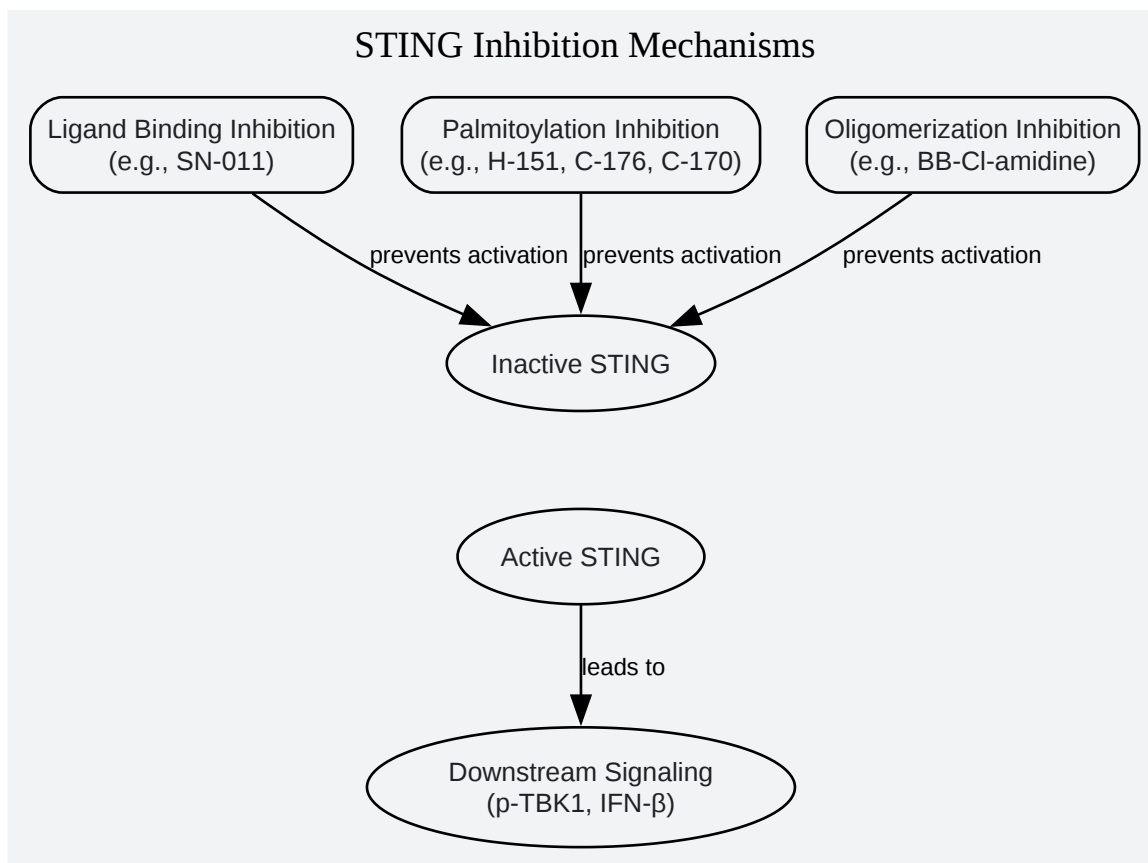 STING Inhibition Mechanisms
Ligand Binding Inhibition
(e.g., SN-011)
Palmitoylation Inhibition
(e.g., H-151, C-176, C-170)
Oligomerization Inhibition
(e.g., BB-Cl-amidine)
prevents activation
prevents activation
prevents activation
Inactive STING
Active STING
leads to
Downstream Signaling
(p-TBK1, IFN-β)